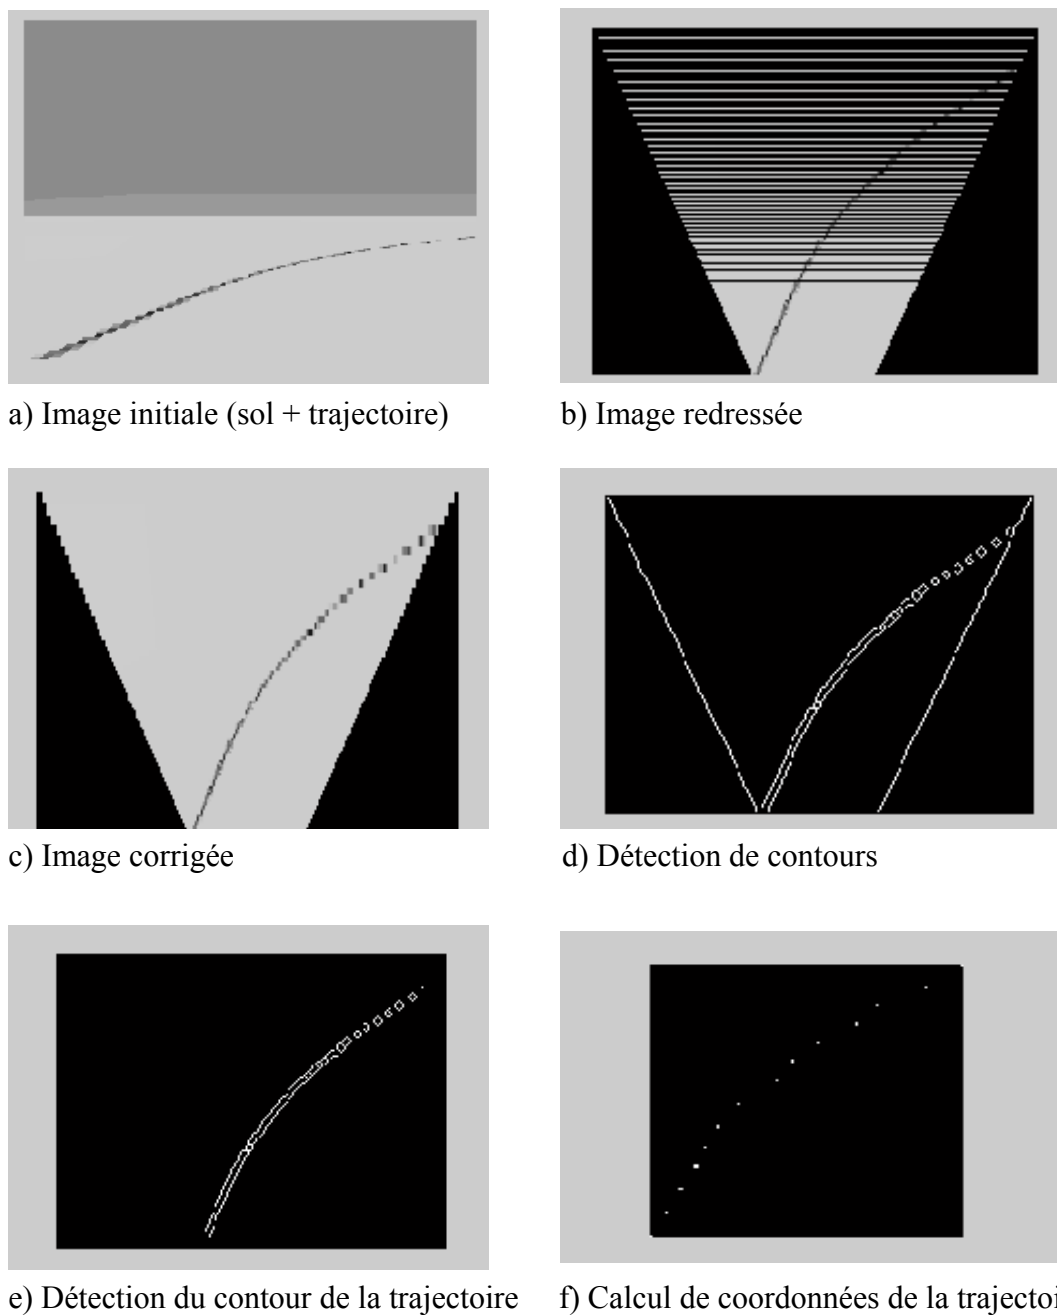 a) Image initiale (sol + trajectoire)
b) Image redressée
c) Image corrigée
d) Détection de contours
e) Détection du contour de la trajectoire
f) Calcul de coordonnées de la trajectoi